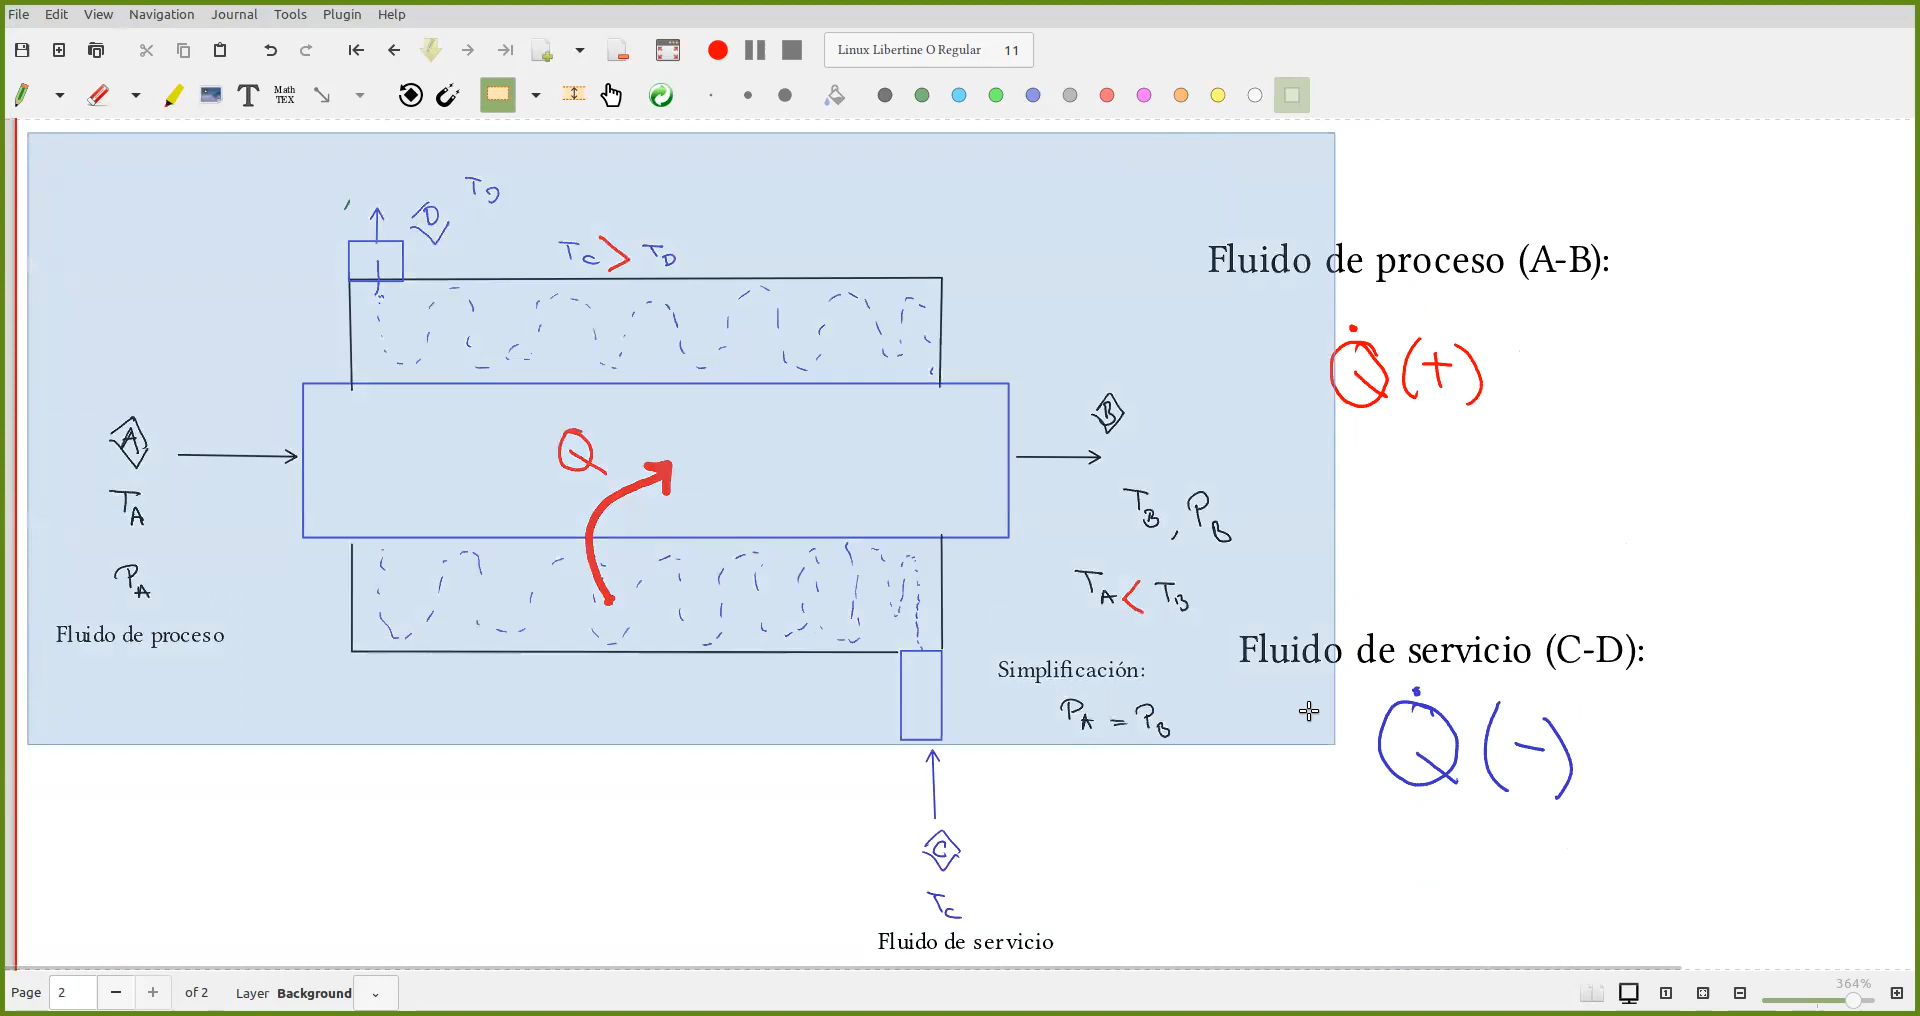 File Edit View Navigation Journal Tools Plugin Help
Linux Libertine O Regular 11
Math TEX
T_D
D
T_C > T_D
Fluido de proceso (A-B):
Q̇ (+)
A
T_A
P_A
Fluido de proceso
Q
B
T_B, P_B
T_A < T_B
Simplificación:
P_A = P_B
Fluido de servicio (C-D):
Q̇ (-)
C
T_C
Fluido de servicio
Page 2 of 2 Layer Background
364%